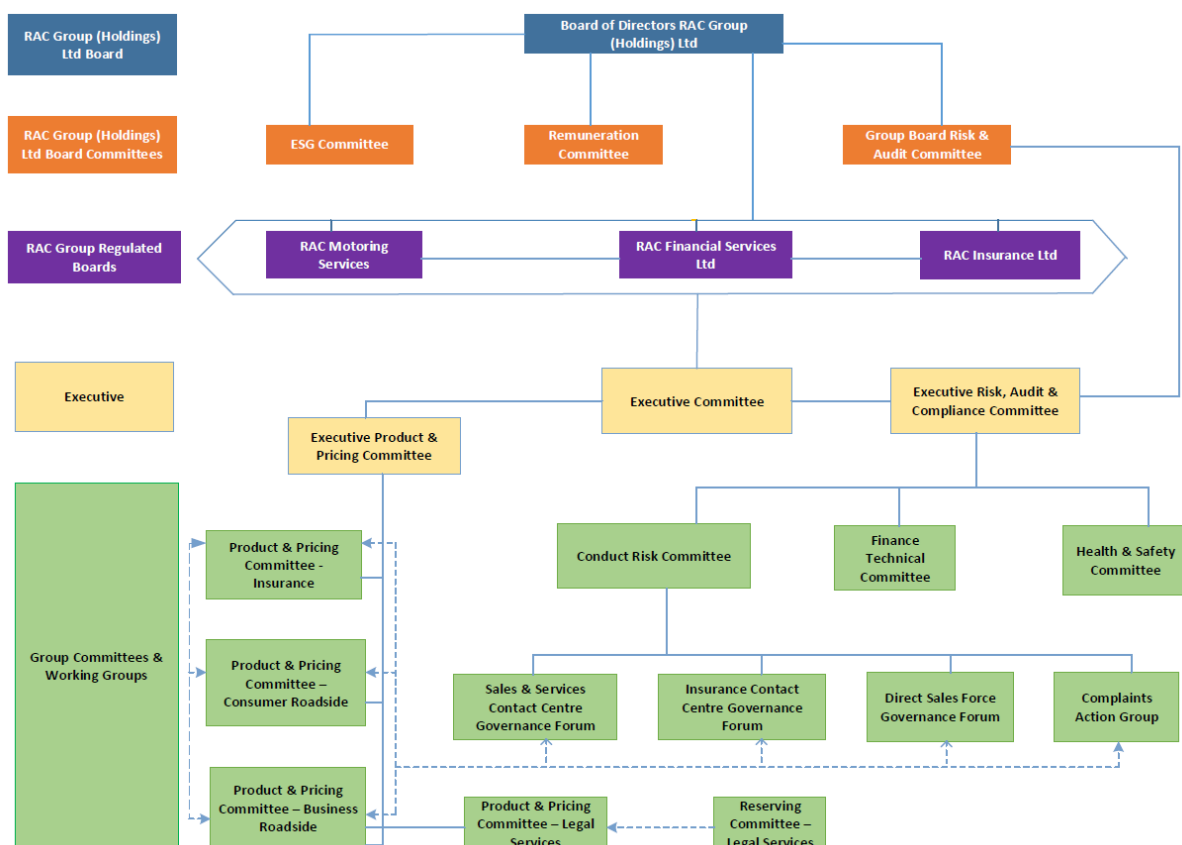 RAC Group (Holdings)
Ltd Board
Board of Directors RAC Group
(Holdings) Ltd
RAC Group (Holdings)
Ltd Board Committees
ESG Committee
Remuneration
Committee
Group Board Risk &
Audit Committee
RAC Group Regulated
Boards
RAC Motoring
Services
RAC Financial Services
Ltd
RAC Insurance Ltd
Executive
Executive Committee
Executive Risk, Audit &
Compliance Committee
Executive Product &
Pricing Committee
Group Committees &
Working Groups
Product & Pricing
Committee -
Insurance
Conduct Risk Committee
Finance
Technical
Committee
Health & Safety
Committee
Product & Pricing
Committee –
Consumer Roadside
Sales & Services
Contact Centre
Governance Forum
Insurance Contact
Centre Governance
Forum
Direct Sales Force
Governance Forum
Complaints
Action Group
Product & Pricing
Committee – Business
Roadside
Product & Pricing
Committee – Legal
Services
Reserving
Committee –
Legal Services